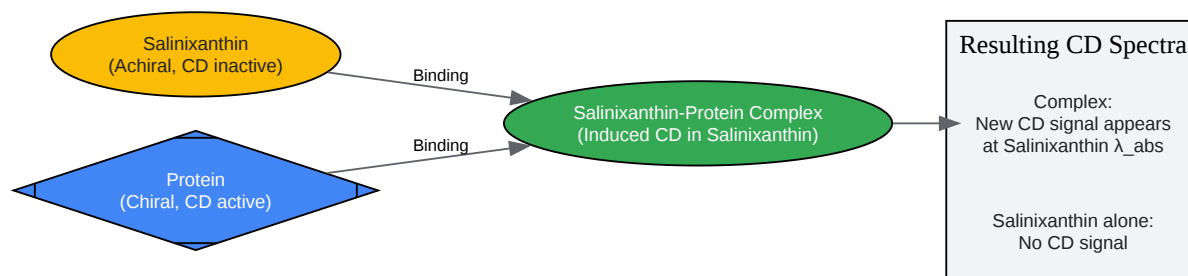 Salinixanthin
(Achiral, CD inactive)
Binding
Protein
(Chiral, CD active)
Binding
Salinixanthin-Protein Complex
(Induced CD in Salinixanthin)
Resulting CD Spectra
Complex:
New CD signal appears
at Salinixanthin λ_abs
Salinixanthin alone:
No CD signal